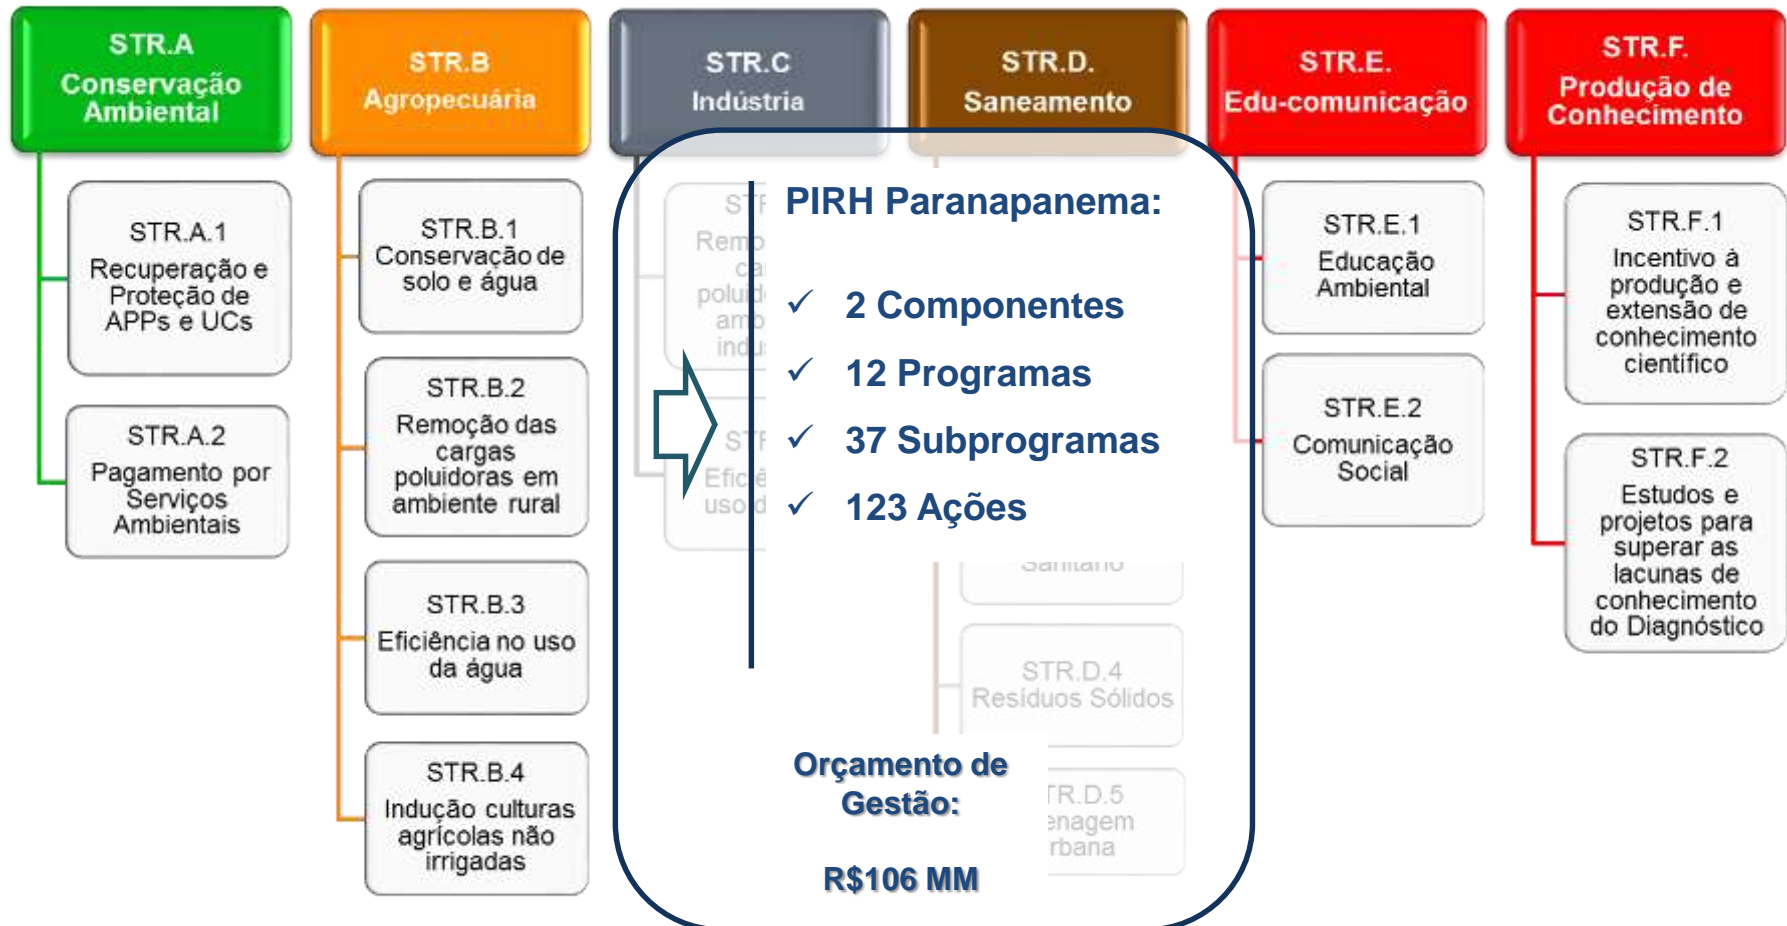 STR.A
Conservação
Ambiental
STR.A.1
Recuperação e
Proteção de
APPs e UCs
STR.A.2
Pagamento por
Serviços
Ambientais
STR.B
Agropecuária
STR.B.1
Conservação de
solo e água
STR.B.2
Remoção das
cargas
poluidoras em
ambiente rural
STR.B.3
Eficiência no uso
da água
STR.B.4
Indução culturas
agrícolas não
irrigadas
STR.C
Indústria
STR.D.
Saneamento
PIRH Paranapanema:
✓ 2 Componentes
✓ 12 Programas
✓ 37 Subprogramas
✓ 123 Ações
Sanitário
STR.D.4
Resíduos Sólidos
Orçamento de
Gestão:
R$106 MM
STR.E.
Edu-comunicação
STR.E.1
Educação
Ambiental
STR.E.2
Comunicação
Social
STR.F.
Produção de
Conhecimento
STR.F.1
Incentivo à
produção e
extensão de
conhecimento
científico
STR.F.2
Estudos e
projetos para
superar as
lacunas de
conhecimento
do Diagnóstico